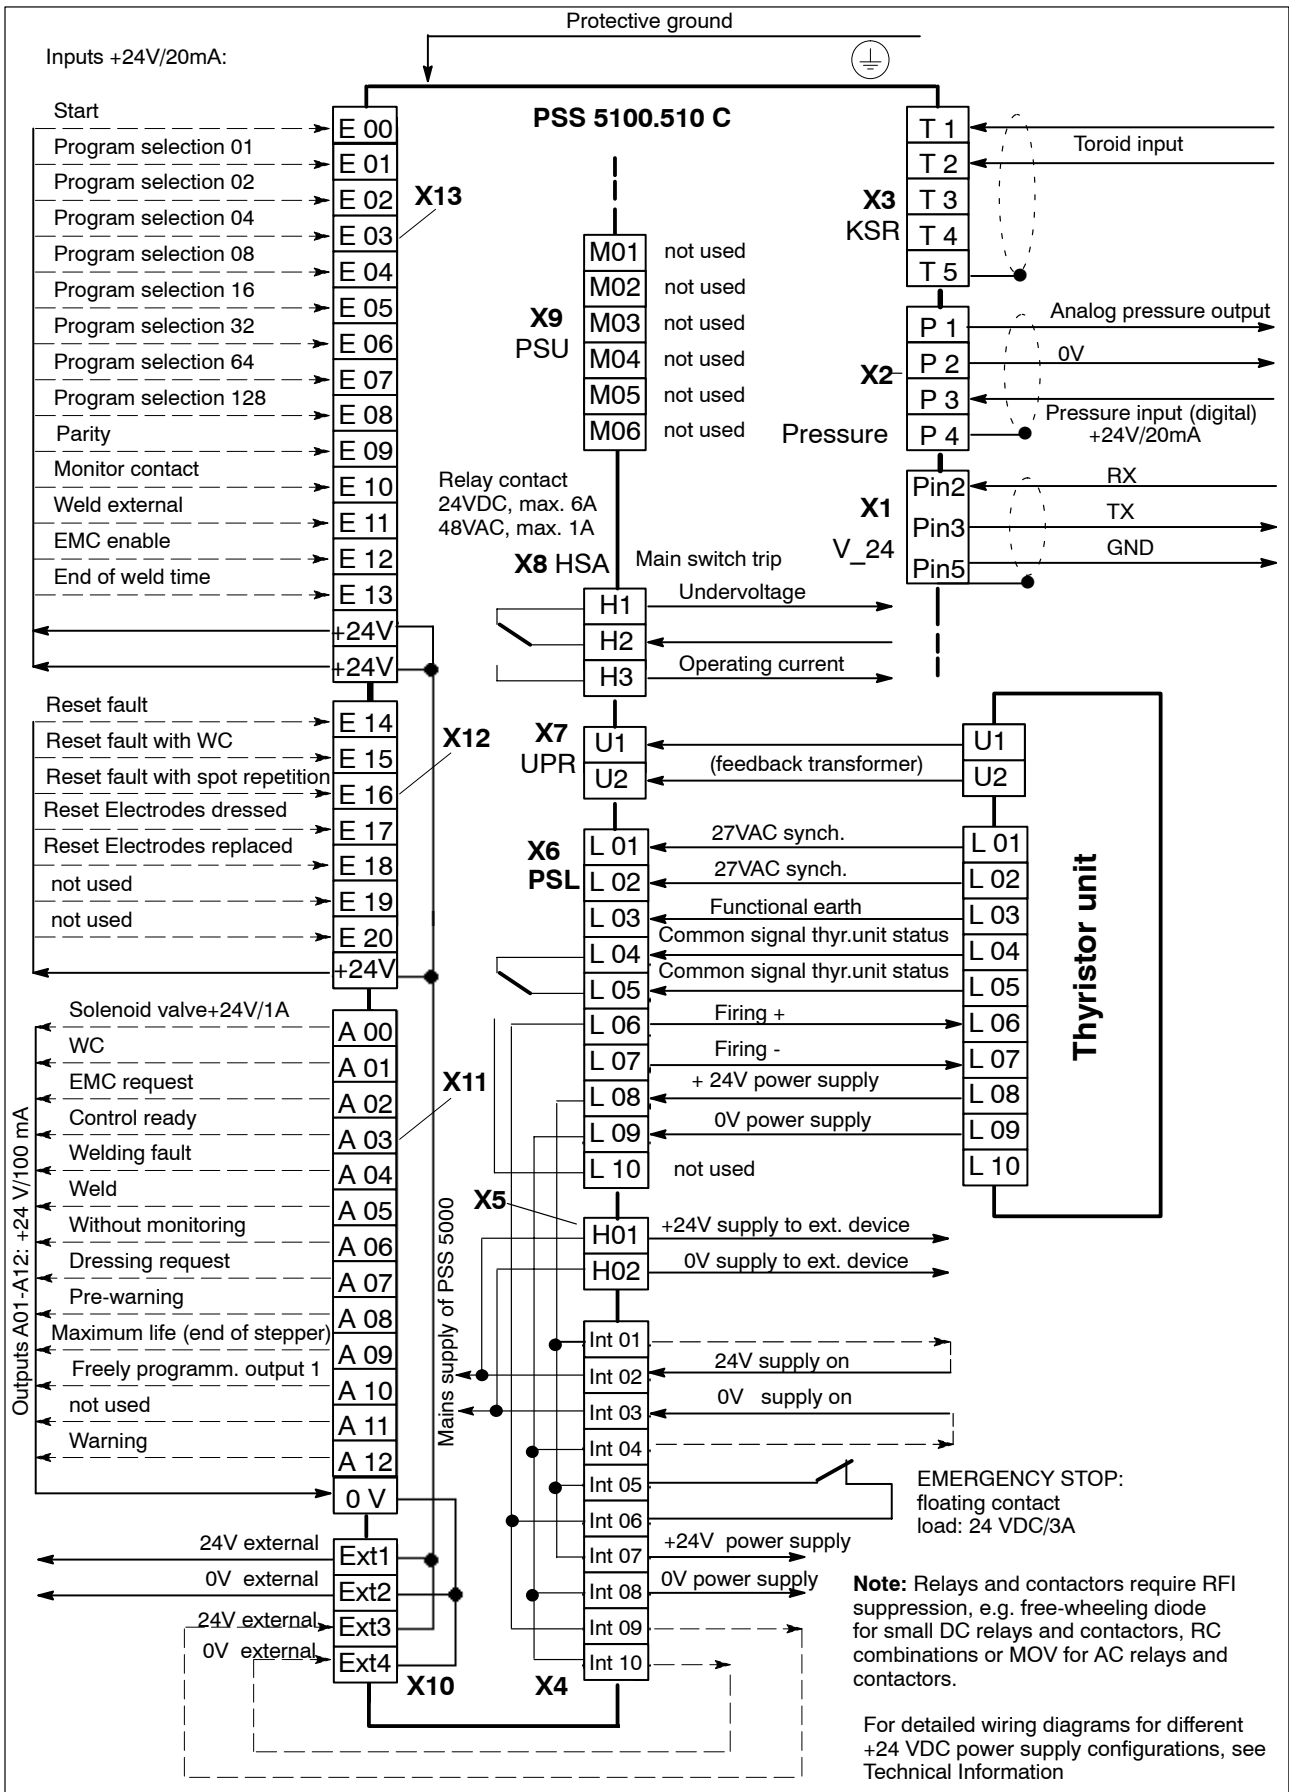 Protective ground
Inputs +24V/20mA:
PSS 5100.510 C
Start
E 00
Program selection 01
E 01
Program selection 02
E 02
Program selection 04
E 03
Program selection 08
E 04
Program selection 16
E 05
Program selection 32
E 06
Program selection 64
E 07
Program selection 128
E 08
Parity
E 09
Monitor contact
E 10
Weld external
E 11
EMC enable
E 12
End of weld time
E 13
+24V
+24V
X13
Reset fault
E 14
Reset fault with WC
E 15
Reset fault with spot repetition
E 16
Reset Electrodes dressed
E 17
Reset Electrodes replaced
E 18
not used
E 19
not used
E 20
+24V
X12
Outputs A01-A12: +24 V/100 mA
Solenoid valve+24V/1A
A 00
WC
A 01
EMC request
A 02
Control ready
A 03
Welding fault
A 04
Weld
A 05
Without monitoring
A 06
Dressing request
A 07
Pre-warning
A 08
Maximum life (end of stepper)
A 09
Freely programm. output 1
A 10
not used
A 11
Warning
A 12
0 V
X11
24V external
Ext1
0V external
Ext2
24V external
Ext3
0V external
Ext4
X10
X9
PSU
M01 not used
M02 not used
M03 not used
M04 not used
M05 not used
M06 not used
Relay contact
24VDC, max. 6A
48VAC, max. 1A
X8 HSA
Main switch trip
H1 Undervoltage
H2
H3 Operating current
X7
UPR
U1
U2
(feedback transformer)
U1
U2
X6
PSL
L 01 27VAC synch. L 01
L 02 27VAC synch. L 02
L 03 Functional earth L 03
L 04 Common signal thyr.unit status L 04
L 05 Common signal thyr.unit status L 05
L 06 Firing + L 06
L 07 Firing - L 07
L 08 + 24V power supply L 08
L 09 0V power supply L 09
L 10 not used L 10
Thyristor unit
Mains supply of PSS 5000
X5
H01 +24V supply to ext. device
H02 0V supply to ext. device
Int 01
Int 02 24V supply on
Int 03 0V supply on
Int 04
Int 05
Int 06
Int 07 +24V power supply
Int 08 0V power supply
Int 09
Int 10
X4
EMERGENCY STOP:
floating contact
load: 24 VDC/3A
T 1
T 2
Toroid input
T 3
T 4
T 5
X3
KSR
P 1 Analog pressure output
P 2 0V
P 3 Pressure input (digital)
+24V/20mA
P 4
X2
Pressure
X1
V_24
Pin2 RX
Pin3 TX
Pin5 GND
Note: Relays and contactors require RFI
suppression, e.g. free-wheeling diode
for small DC relays and contactors, RC
combinations or MOV for AC relays and
contactors.
For detailed wiring diagrams for different
+24 VDC power supply configurations, see
Technical Information